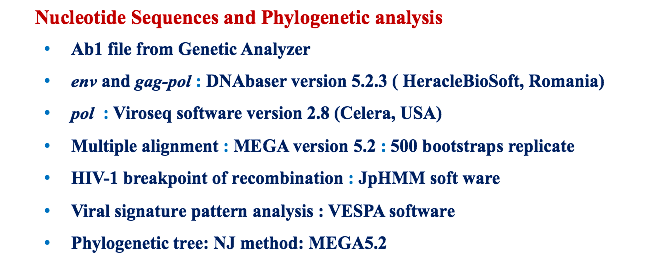 Nucleotide Sequences and Phylogenetic analysis
• Ab1 file from Genetic Analyzer
• env and gag-pol : DNAbaser version 5.2.3 ( HeracleBioSoft, Romania)
• pol : Viroseq software version 2.8 (Celera, USA)
• Multiple alignment : MEGA version 5.2 : 500 bootstraps replicate
• HIV-1 breakpoint of recombination : JpHMM soft ware
• Viral signature pattern analysis : VESPA software
• Phylogenetic tree: NJ method: MEGA5.2